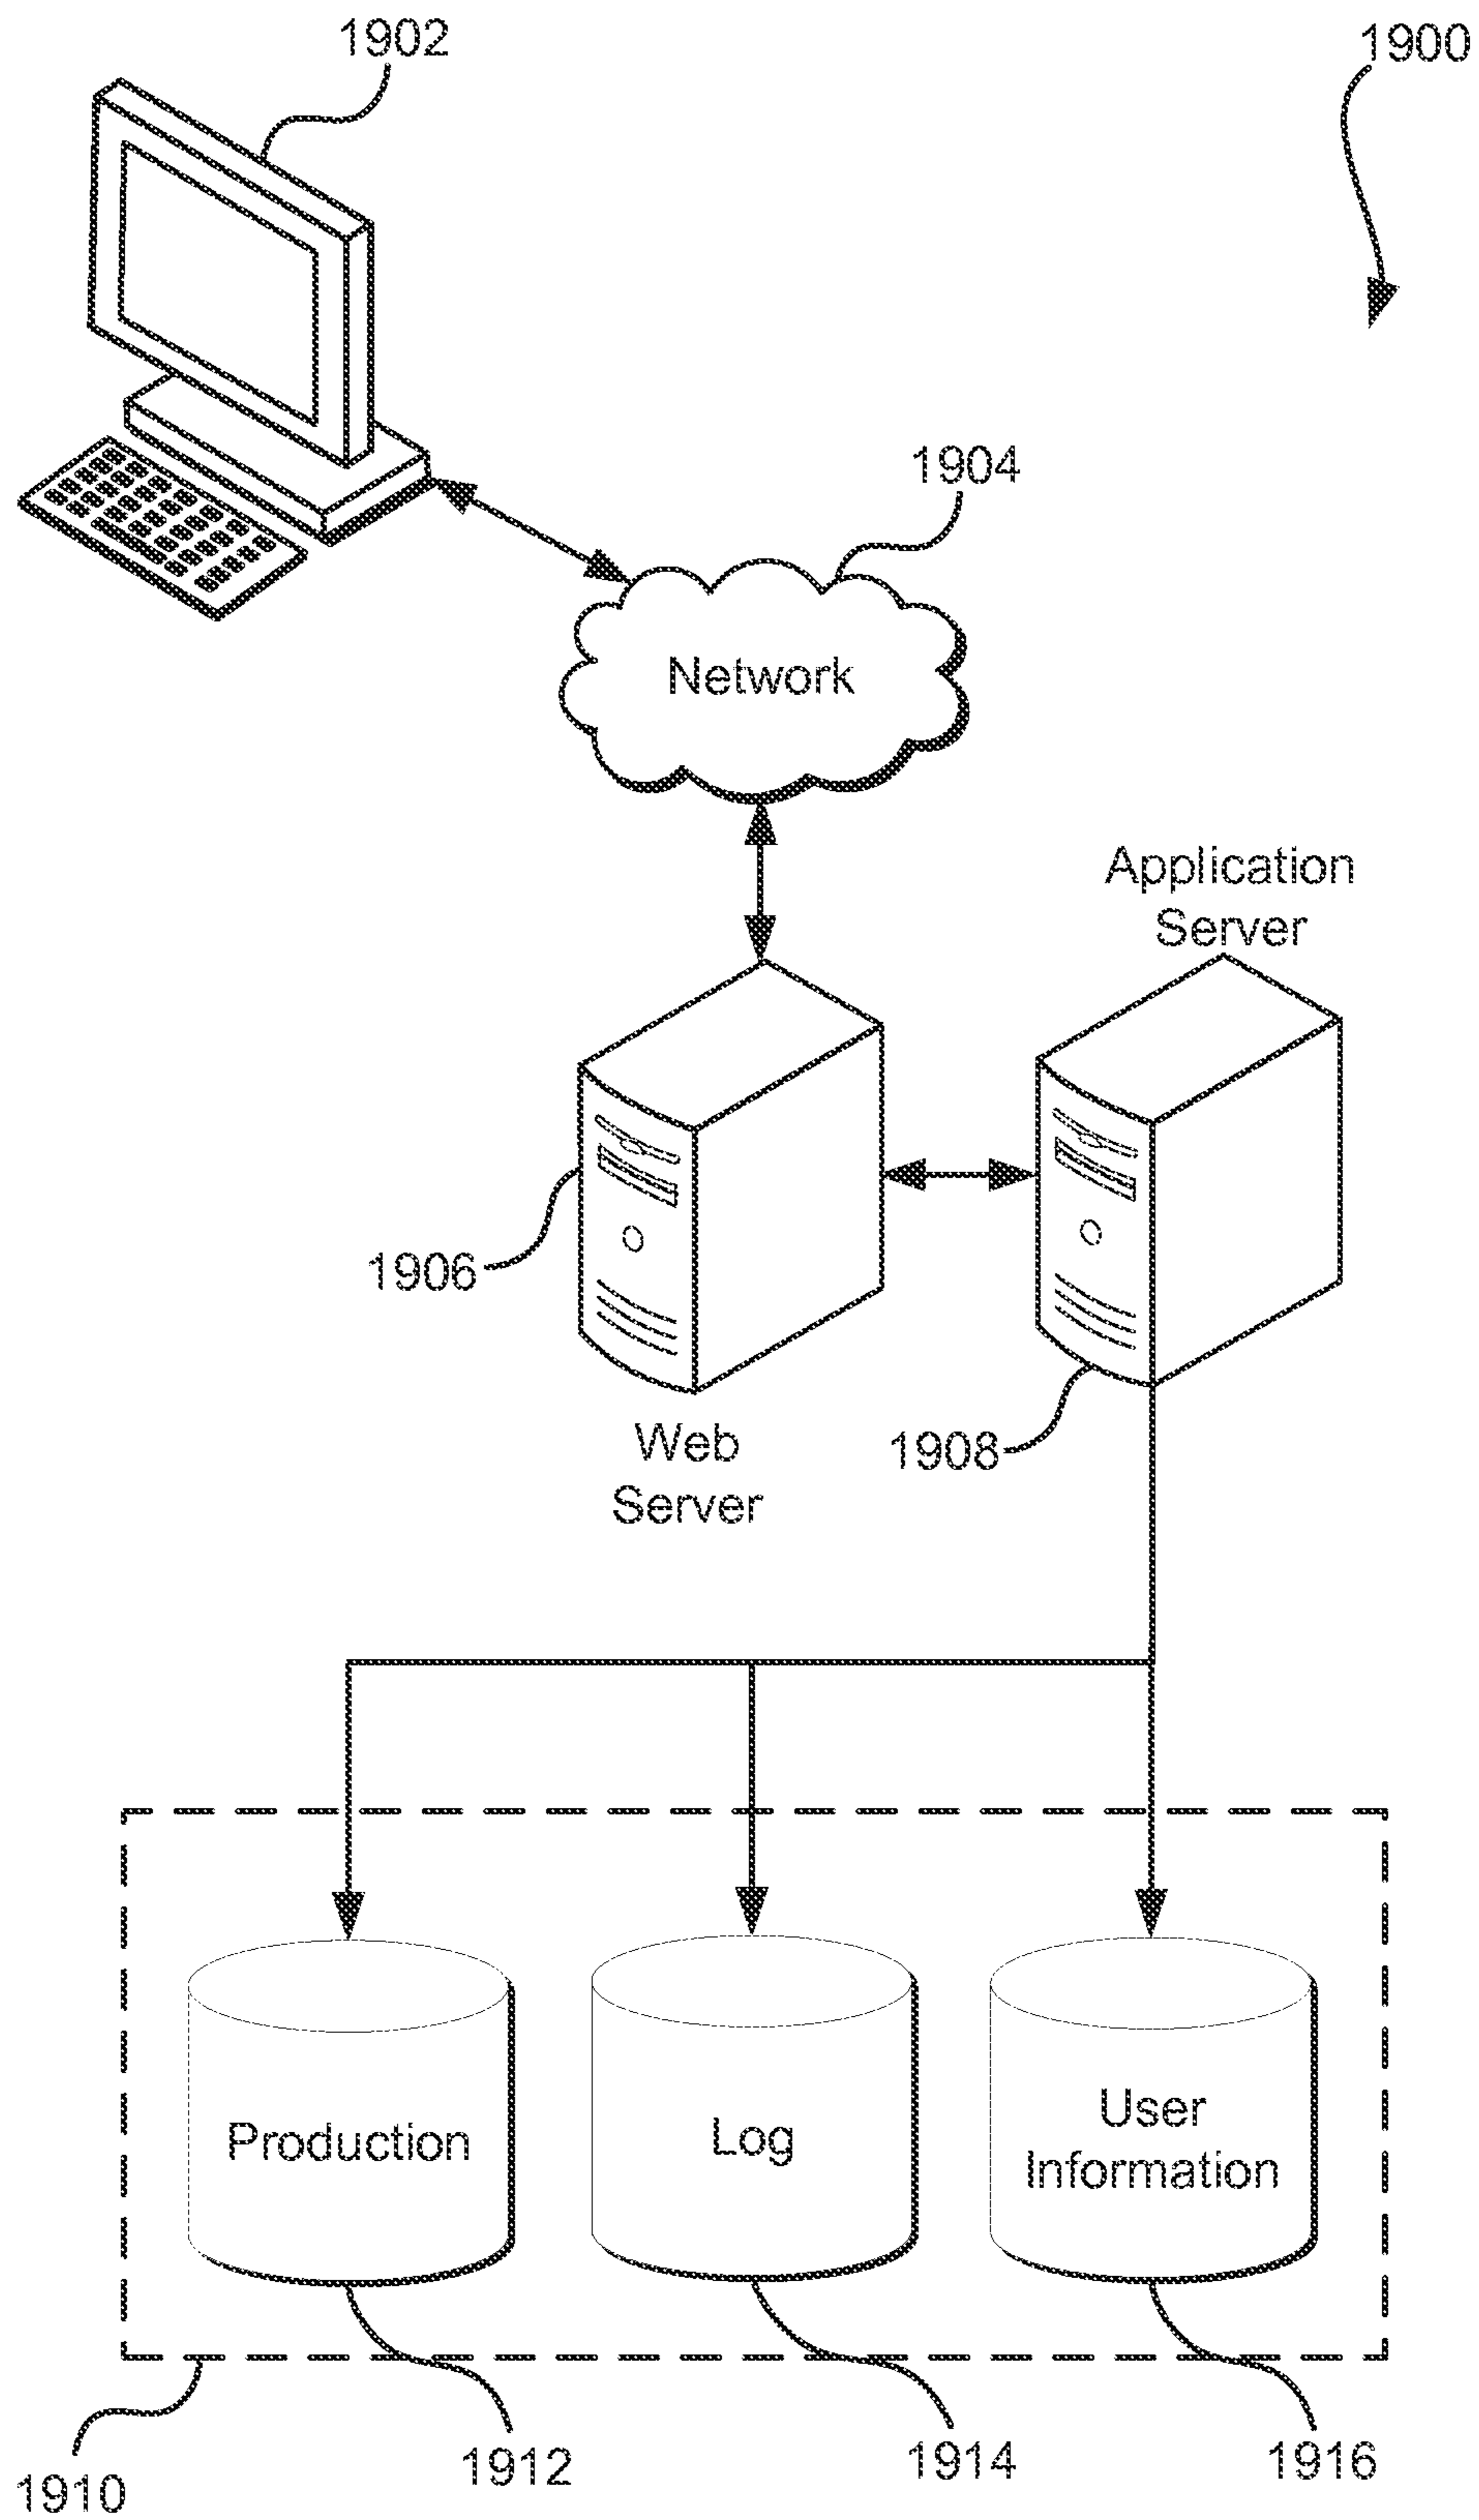 1902
1900
1904
Network
Application
Server
1906
Web
Server
1908
Production
Log
User
Information
1910
1912
1914
1916